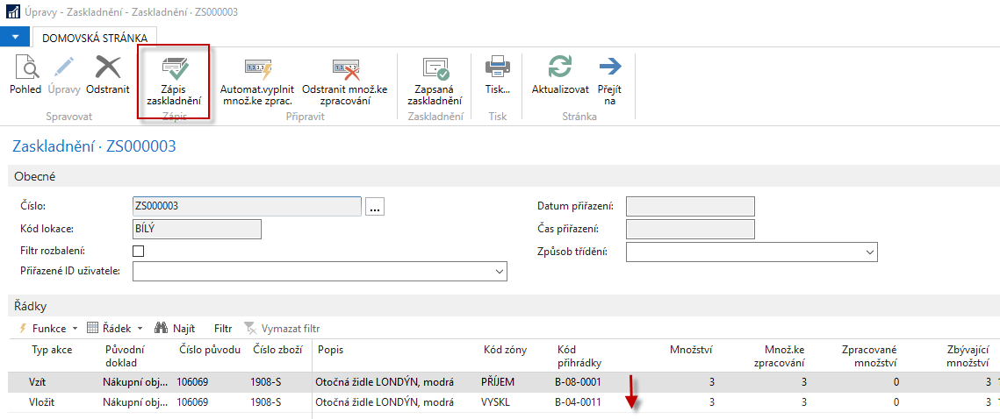 Úpravy - Zaskladnění - Zaskladnění · ZS000003
DOMOVSKÁ STRÁNKA
Pohled Úpravy Odstranit
Spravovat
Zápis
zaskladnění
Zápis
Automat.vyplnit
množ.ke zprac.
Odstranit množ.ke
zpracování
Připravit
Zapsaná
zaskladnění
Zaskladnění
Tisk...
Tisk
Aktualizovat Přejít
na
Stránka
Zaskladnění · ZS000003
Obecné
Číslo: ZS000003 ...
Kód lokace: BÍLÝ
Filtr rozbalení:
Přiřazené ID uživatele:
Datum přiřazení:
Čas přiřazení:
Způsob třídění:
Řádky
Funkce Řádek Najít Filtr Vymazat filtr
Typ akce Původní doklad Číslo původu Číslo zboží Popis Kód zóny Kód přihrádky Množství Množ.ke zpracování Zpracované množství Zbývající množství
Vzít Nákupní obj... 106069 1908-S Otočná židle LONDÝN, modrá PŘÍJEM B-08-0001 3 3 0 3 1
Vložit Nákupní obj... 106069 1908-S Otočná židle LONDÝN, modrá VYSKL B-04-0011 3 3 0 3 1